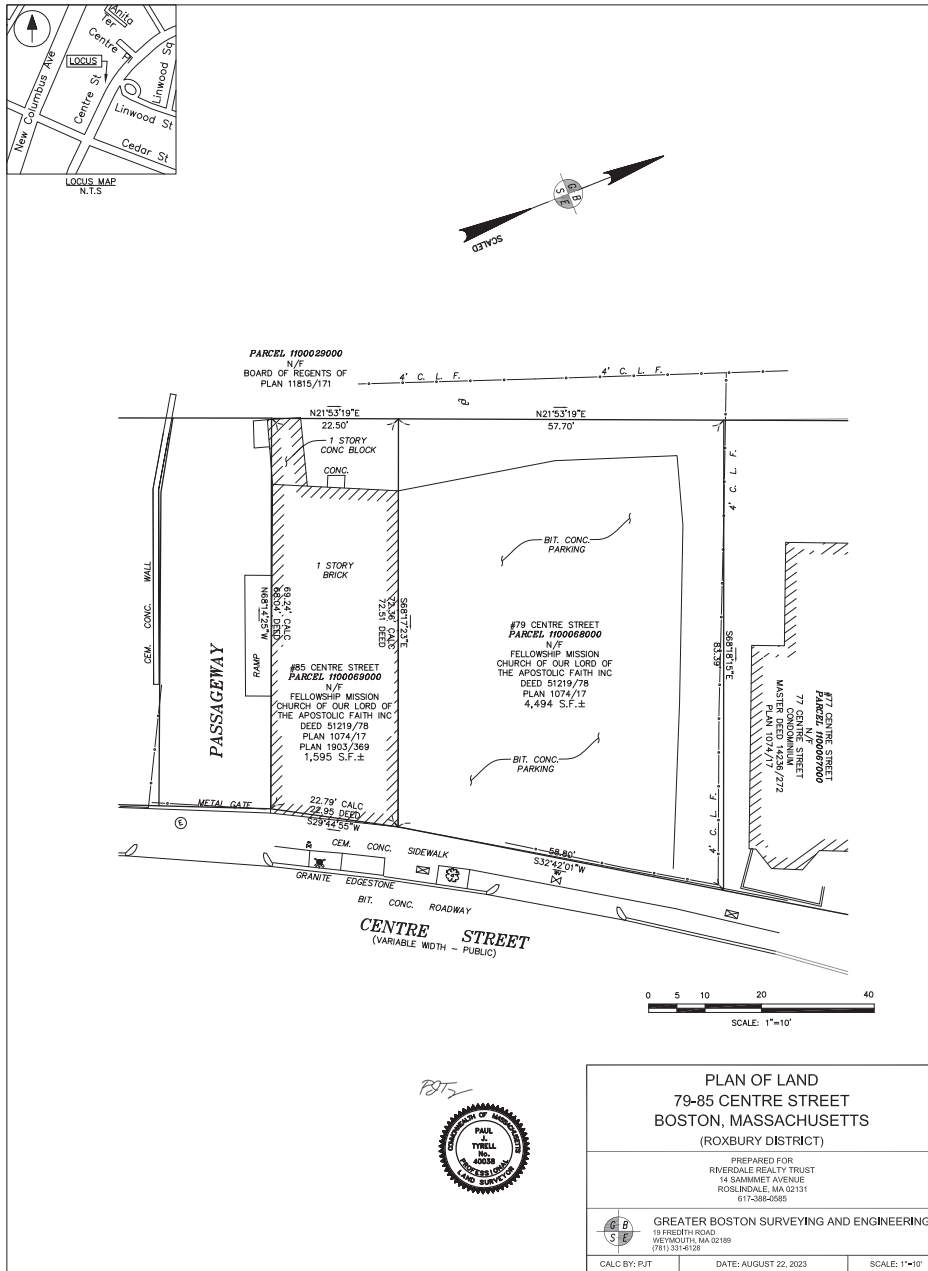 Anita
Ter
Centre Pl
LOCUS
New Columbus Ave
Centre St
Linwood Sq
Linwood St
Cedar St
LOCUS MAP
N.T.S
G B
S E
SCALED
PARCEL 1100029000
N/F
BOARD OF REGENTS OF
PLAN 11815/171
4' C. L. F.
4' C. L. F.
N21°53'19"E
22.50'
N21°53'19"E
57.70'
1 STORY
CONC BLOCK
CONC.
4' C. L. F.
BIT. CONC.
PARKING
1 STORY
BRICK
CEM. CONC. WALL
PASSAGEWAY
RAMP
69.24' CALC
68.04' DEED
N68°14'25"W
S68°17'23"E
72.36' CALC
72.51 DEED
#85 CENTRE STREET
PARCEL 1100069000
N/F
FELLOWSHIP MISSION
CHURCH OF OUR LORD OF
THE APOSTOLIC FAITH INC
DEED 51219/78
PLAN 1074/17
PLAN 1903/369
1,595 S.F.±
#79 CENTRE STREET
PARCEL 1100068000
N/F
FELLOWSHIP MISSION
CHURCH OF OUR LORD OF
THE APOSTOLIC FAITH INC
DEED 51219/78
PLAN 1074/17
4,494 S.F.±
S68°18'15"E
83.39'
#77 CENTRE STREET
PARCEL 1100067000
N/F
77 CENTRE STREET
CONDOMINIUM
MASTER DEED 14236/272
PLAN 1074/17
BIT. CONC.
PARKING
4' C. L. F.
METAL GATE
22.79' CALC
22.95 DEED
S29°44'55"W
E
CEM. CONC. SIDEWALK
58.80'
S32°42'01"W
GRANITE EDGESTONE
BIT. CONC. ROADWAY
CENTRE STREET
(VARIABLE WIDTH - PUBLIC)
0 5 10 20 40
SCALE: 1"=10'
COMMONWEALTH OF MASSACHUSETTS
PAUL
J.
TYRELL
No.
40038
PROFESSIONAL
LAND SURVEYOR
PLAN OF LAND
79-85 CENTRE STREET
BOSTON, MASSACHUSETTS
(ROXBURY DISTRICT)
PREPARED FOR
RIVERDALE REALTY TRUST
14 SAMMMET AVENUE
ROSLINDALE, MA 02131
617-388-0585
G B
S E
GREATER BOSTON SURVEYING AND ENGINEERING
19 FREDITH ROAD
WEYMOUTH, MA 02189
(781) 331-6128
CALC BY: PJT
DATE: AUGUST 22, 2023
SCALE: 1"=10'